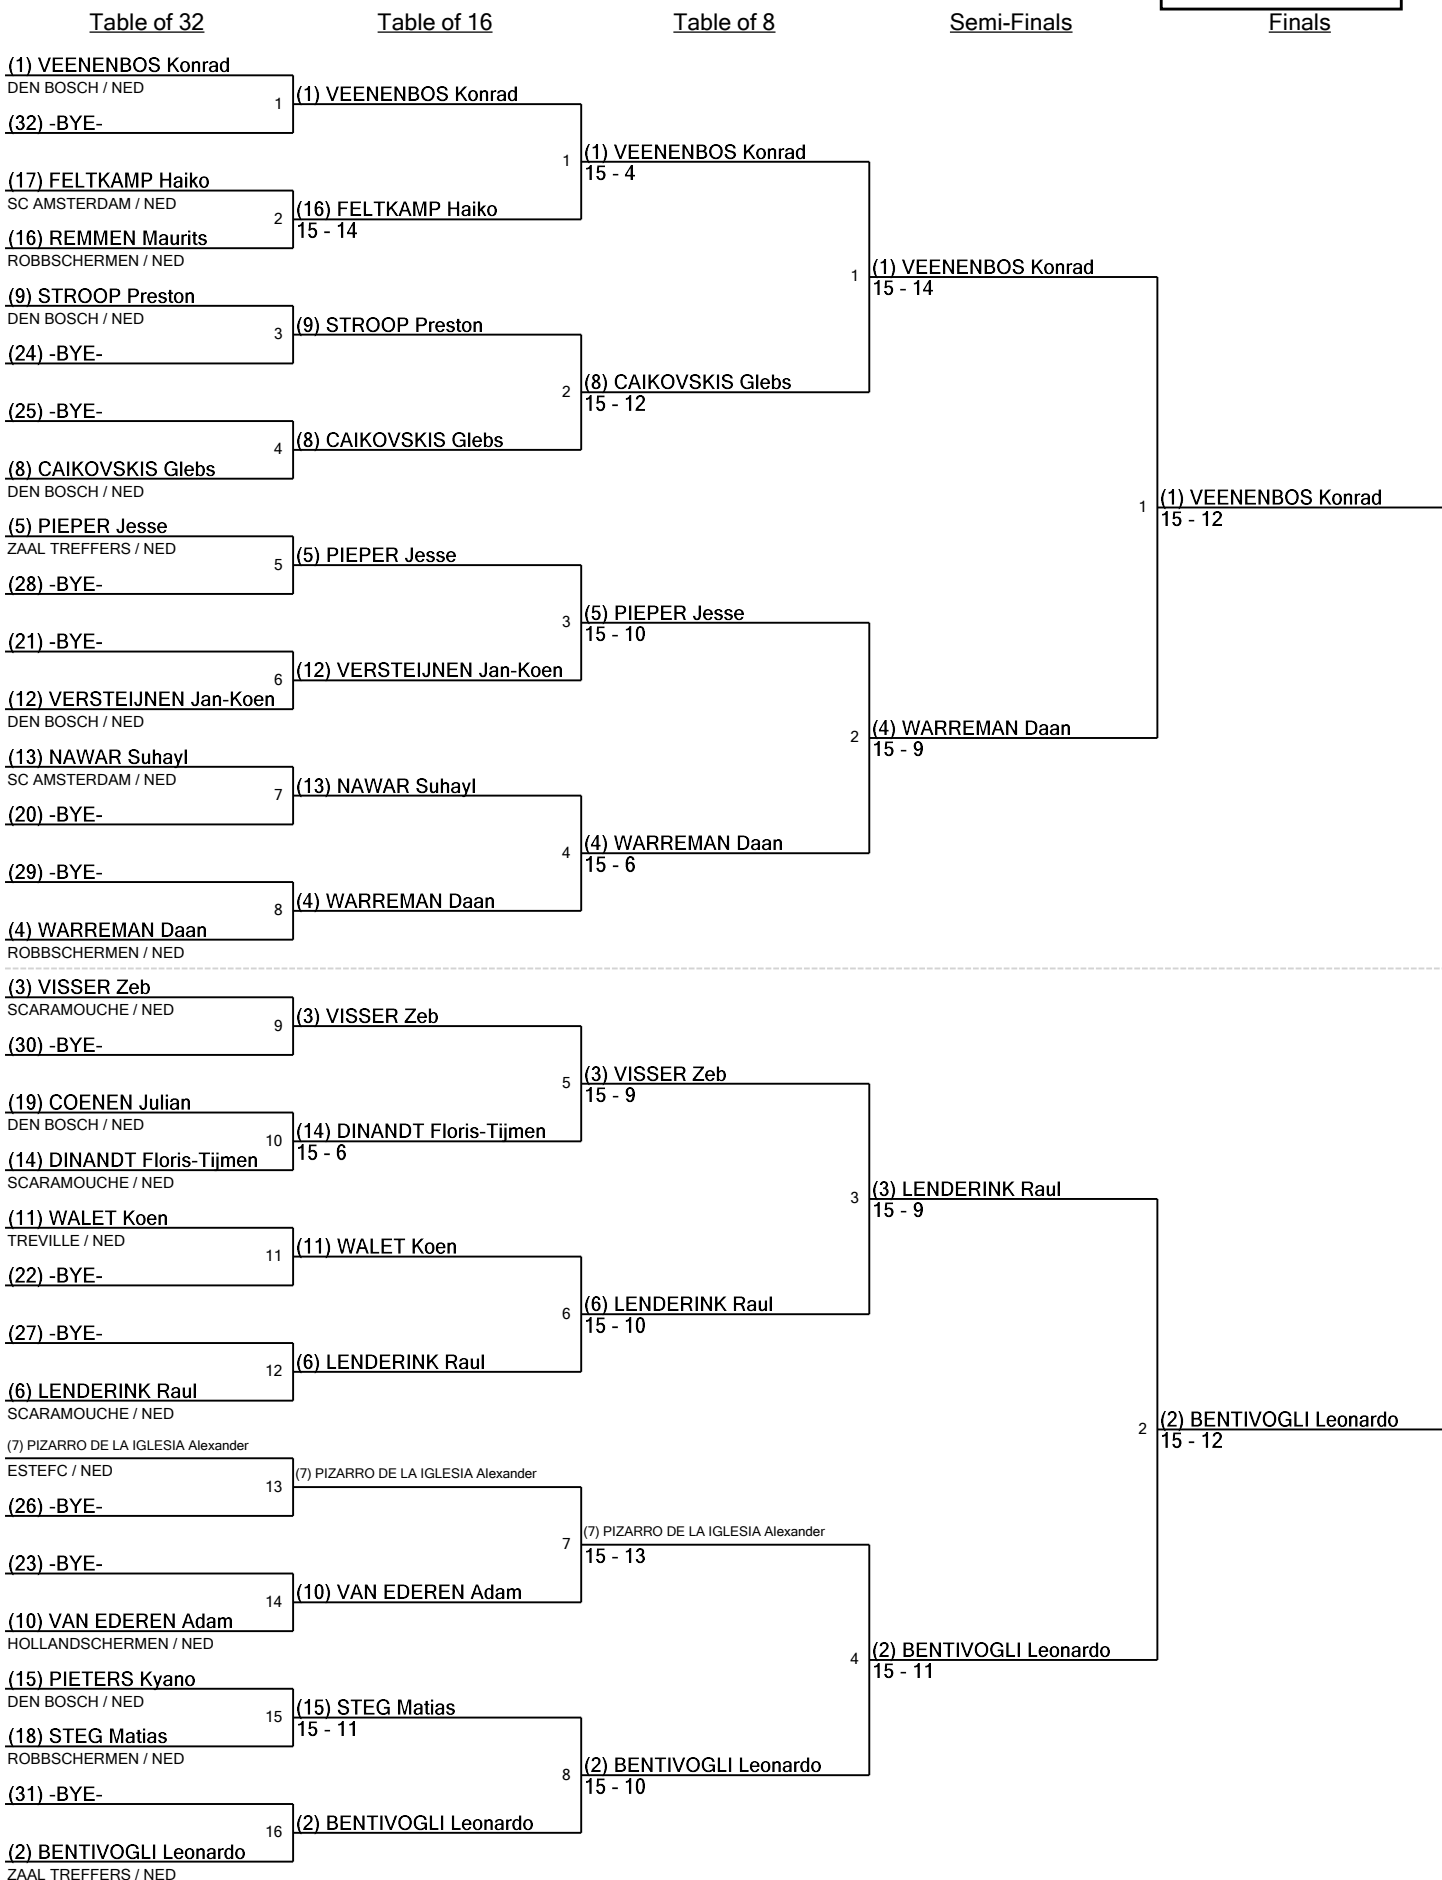 Table of 32
Table of 16
Table of 8
Semi-Finals
Finals
(1) VEENENBOS Konrad
DEN BOSCH / NED
1
(32) -BYE-
(17) FELTKAMP Haiko
SC AMSTERDAM / NED
2
(16) REMMEN Maurits
ROBBSCHERMEN / NED
(9) STROOP Preston
DEN BOSCH / NED
3
(24) -BYE-
(25) -BYE-
4
(8) CAIKOVSKIS Glebs
DEN BOSCH / NED
(5) PIEPER Jesse
ZAAL TREFFERS / NED
5
(28) -BYE-
(21) -BYE-
6
(12) VERSTEIJNEN Jan-Koen
DEN BOSCH / NED
(13) NAWAR Suhayl
SC AMSTERDAM / NED
7
(20) -BYE-
(29) -BYE-
8
(4) WARREMAN Daan
ROBBSCHERMEN / NED
(3) VISSER Zeb
SCARAMOUCHE / NED
9
(30) -BYE-
(19) COENEN Julian
DEN BOSCH / NED
10
(14) DINANDT Floris-Tijmen
SCARAMOUCHE / NED
(11) WALET Koen
TREVILLE / NED
11
(22) -BYE-
(27) -BYE-
12
(6) LENDERINK Raul
SCARAMOUCHE / NED
(7) PIZARRO DE LA IGLESIA Alexander
ESTEFC / NED
13
(26) -BYE-
(23) -BYE-
14
(10) VAN EDEREN Adam
HOLLANDSCHERMEN / NED
(15) PIETERS Kyano
DEN BOSCH / NED
15
(18) STEG Matias
ROBBSCHERMEN / NED
(31) -BYE-
16
(2) BENTIVOGLI Leonardo
ZAAL TREFFERS / NED
(1) VEENENBOS Konrad
1
(16) FELTKAMP Haiko
15 - 14
(9) STROOP Preston
2
(8) CAIKOVSKIS Glebs
(5) PIEPER Jesse
3
(12) VERSTEIJNEN Jan-Koen
(13) NAWAR Suhayl
4
(4) WARREMAN Daan
(3) VISSER Zeb
5
(14) DINANDT Floris-Tijmen
15 - 6
(11) WALET Koen
6
(6) LENDERINK Raul
(7) PIZARRO DE LA IGLESIA Alexander
7
(10) VAN EDEREN Adam
(15) STEG Matias
15 - 11
8
(2) BENTIVOGLI Leonardo
(1) VEENENBOS Konrad
15 - 4
1
(8) CAIKOVSKIS Glebs
15 - 12
(5) PIEPER Jesse
15 - 10
2
(4) WARREMAN Daan
15 - 6
(3) VISSER Zeb
15 - 9
3
(6) LENDERINK Raul
15 - 10
(7) PIZARRO DE LA IGLESIA Alexander
15 - 13
4
(2) BENTIVOGLI Leonardo
15 - 10
(1) VEENENBOS Konrad
15 - 14
1
(4) WARREMAN Daan
15 - 9
(3) LENDERINK Raul
15 - 9
2
(2) BENTIVOGLI Leonardo
15 - 11
(1) VEENENBOS Konrad
15 - 12
(2) BENTIVOGLI Leonardo
15 - 12